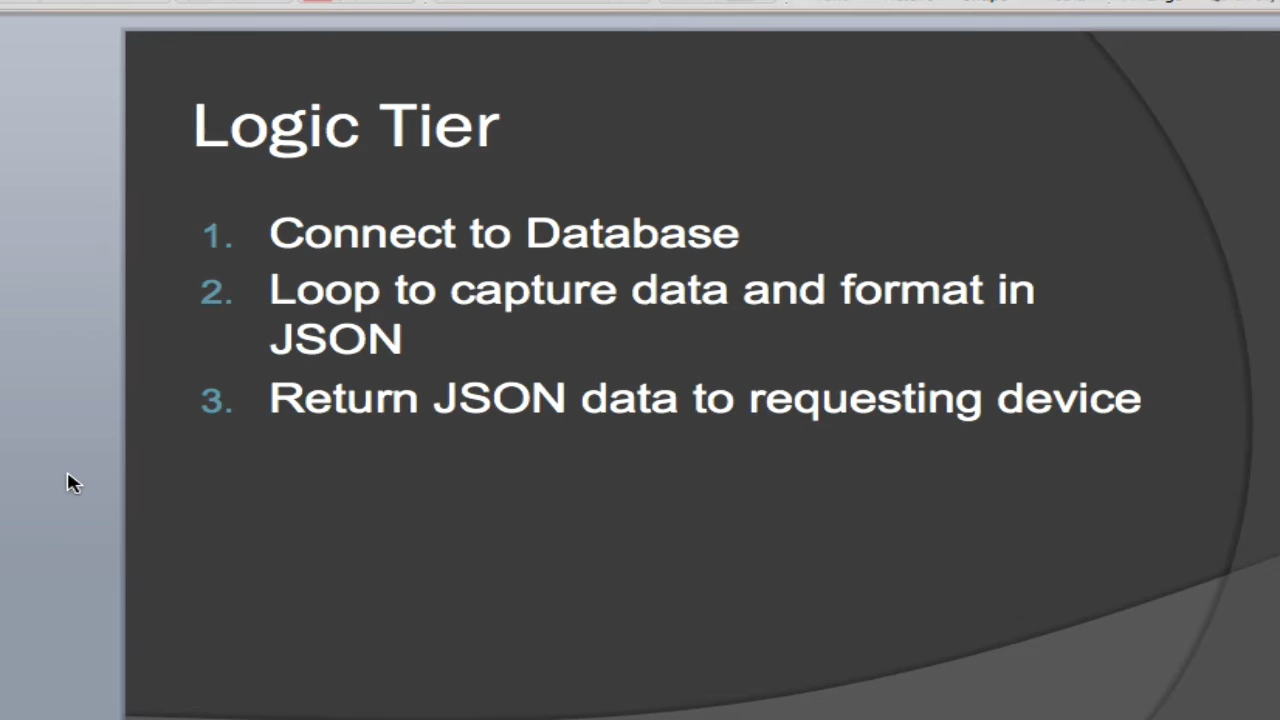 Logic Tier
1. Connect to Database
2. Loop to capture data and format in
JSON
3. Return JSON data to requesting device